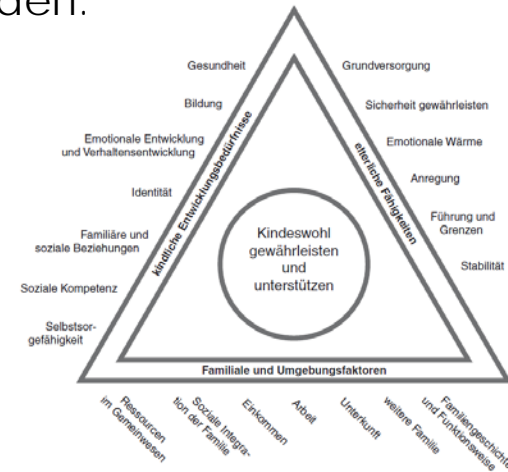 den.
Gesundheit
Bildung
Emotionale Entwicklung
und Verhaltensentwicklung
Identität
Familiäre und
soziale Beziehungen
Soziale Kompetenz
Selbstsor-
gefähigkeit
kindliche Entwicklungsbedürfnisse
Grundversorgung
Sicherheit gewährleisten
Emotionale Wärme
Anregung
Führung und
Grenzen
Stabilität
elterliche Fähigkeiten
Kindeswohl
gewährleisten
und
unterstützen
Familiale und Umgebungsfaktoren
Ressourcen
im Gemeinwesen
Soziale Integra-
tion der Familie
Einkommen
Arbeit
Unterkunft
weitere Familie
Familiengeschichte
und Funktionsweise